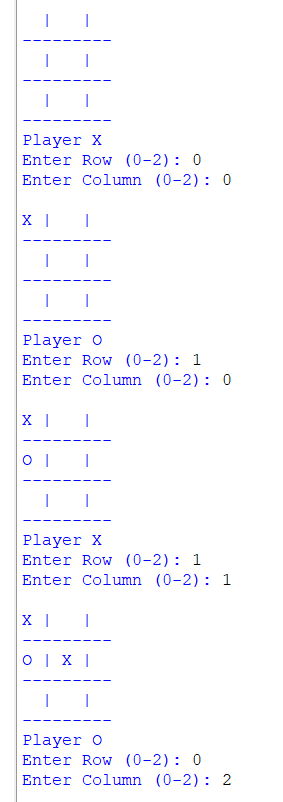 |   |
---------
  |   |
---------
  |   |
---------
Player X
Enter Row (0-2): 0
Enter Column (0-2): 0

X |   |
---------
  |   |
---------
  |   |
---------
Player O
Enter Row (0-2): 1
Enter Column (0-2): 0

X |   |
---------
O |   |
---------
  |   |
---------
Player X
Enter Row (0-2): 1
Enter Column (0-2): 1

X |   |
---------
O | X |
---------
  |   |
---------
Player O
Enter Row (0-2): 0
Enter Column (0-2): 2